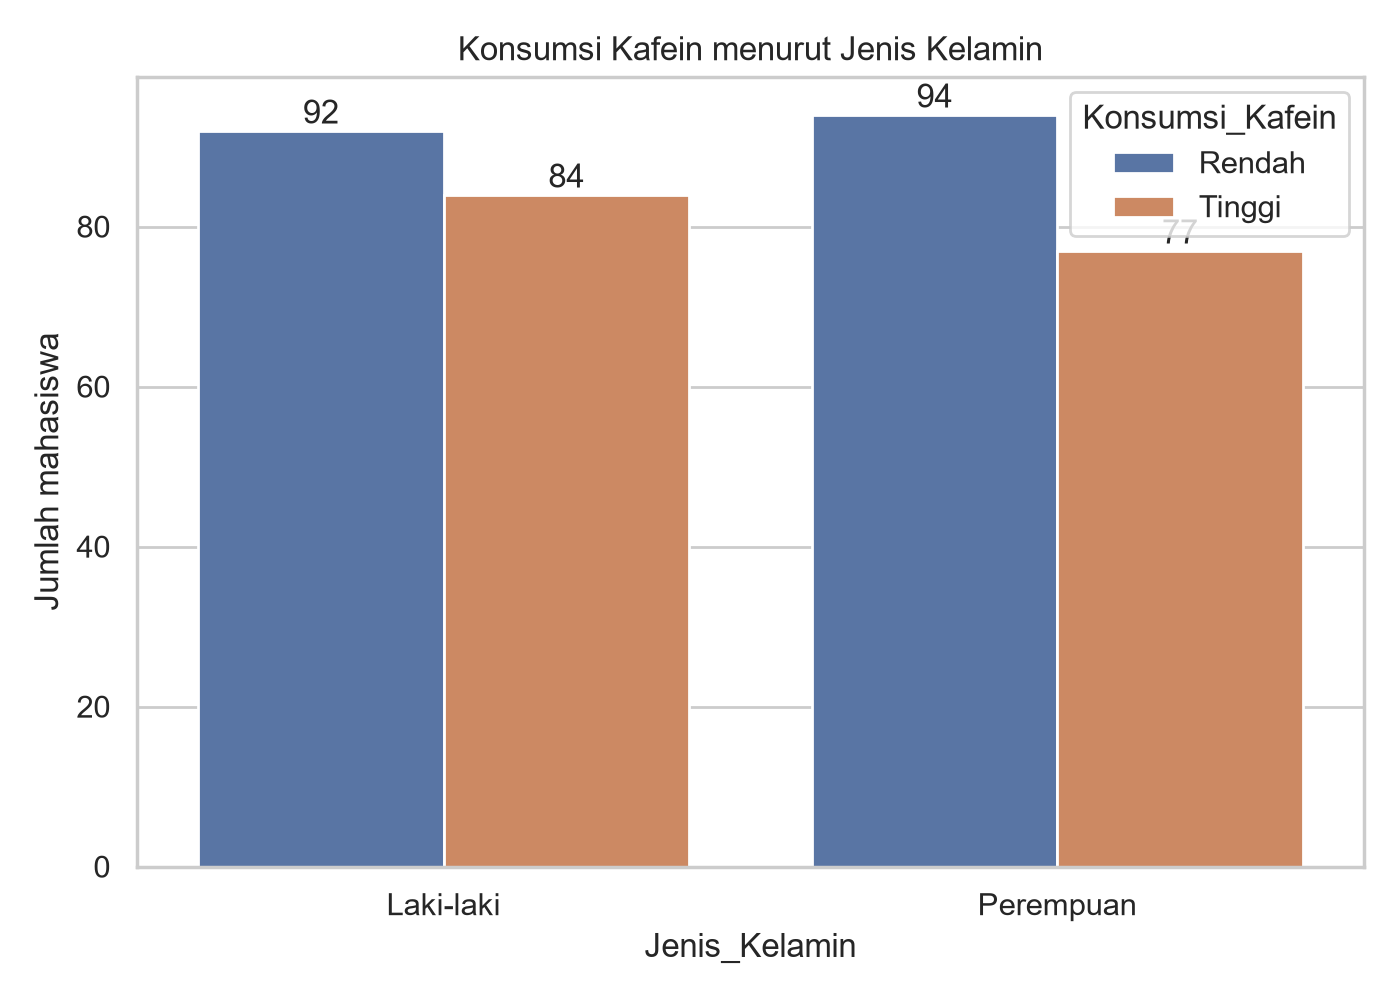 Konsumsi Kafein menurut Jenis Kelamin
92
84
94
77
Konsumsi_Kafein
Rendah
Tinggi
80
60
40
20
0
Jumlah mahasiswa
Laki-laki
Perempuan
Jenis_Kelamin